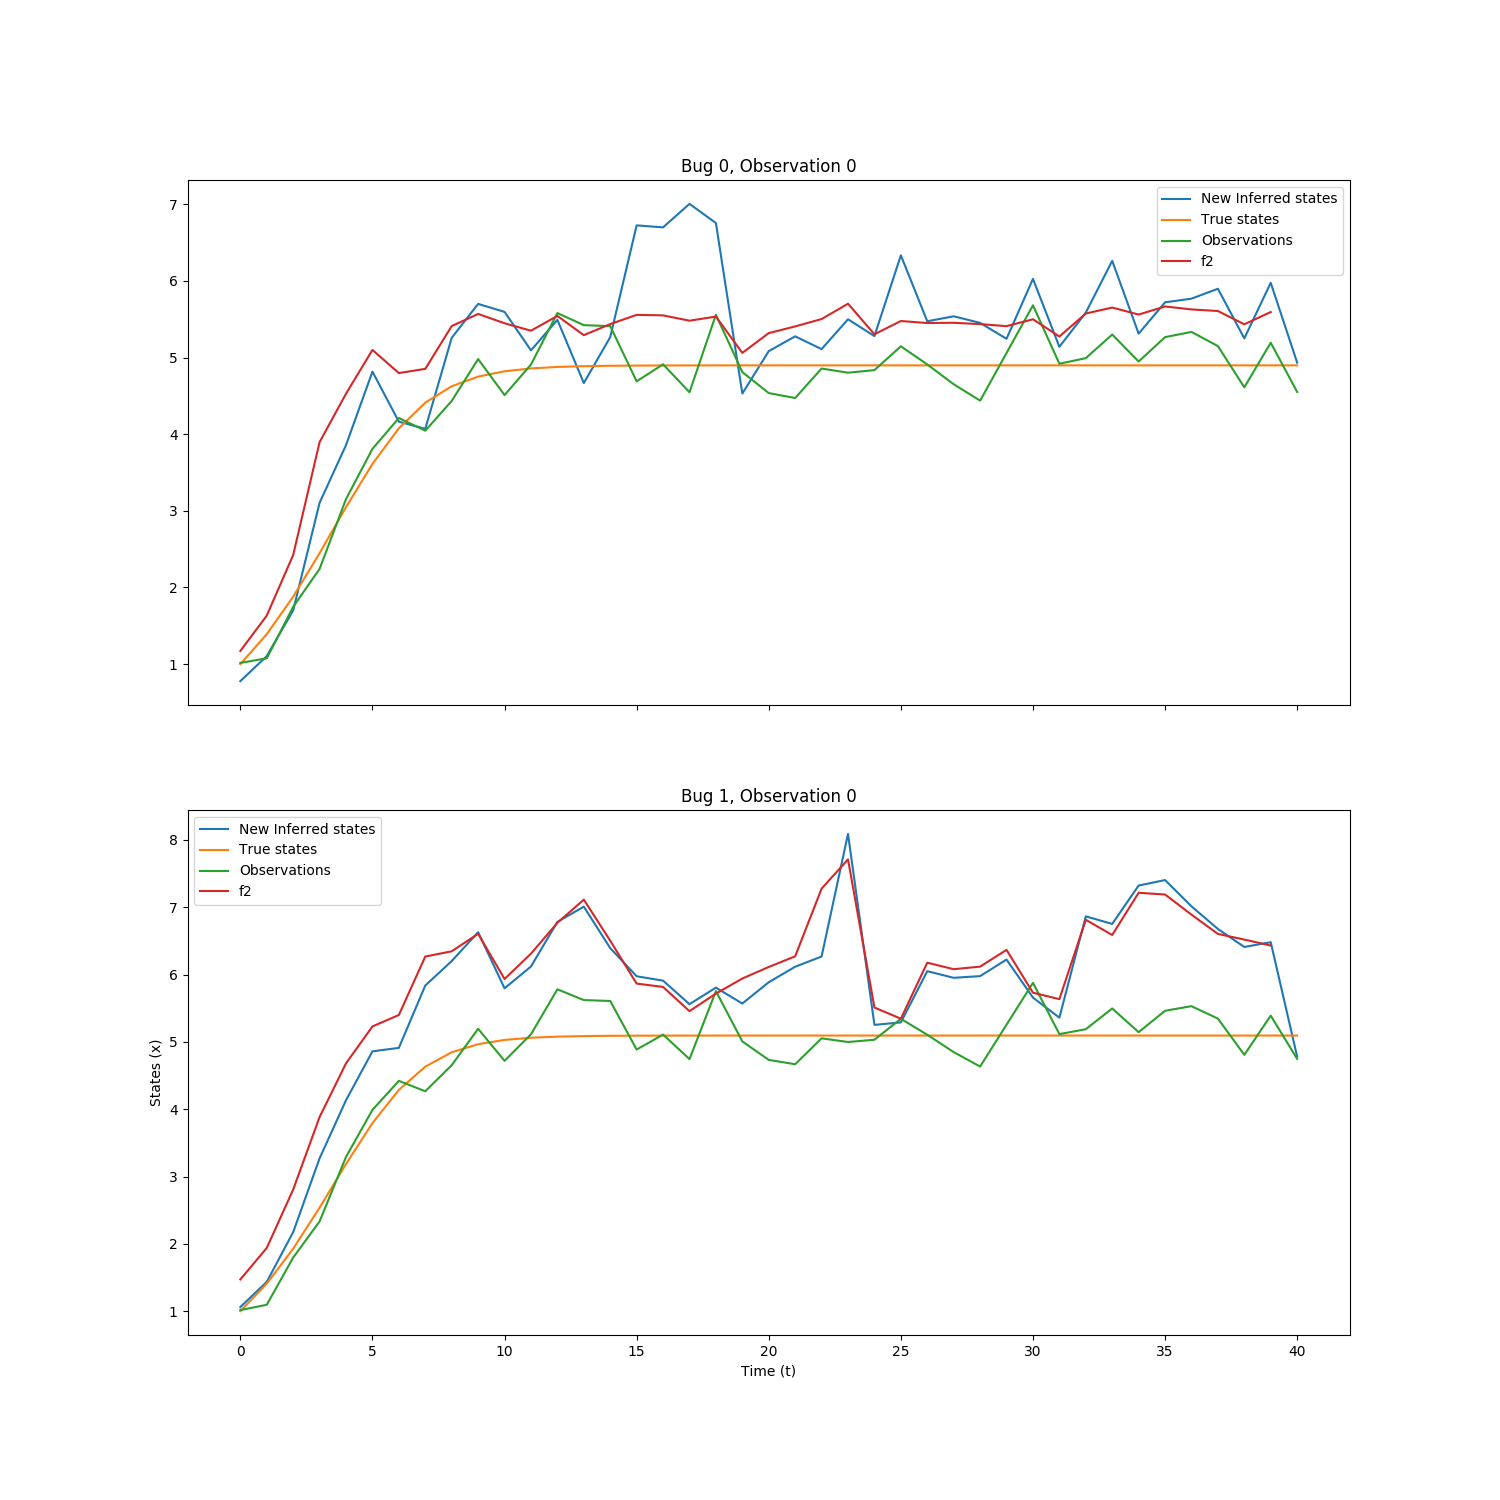 Bug 0, Observation 0
7
6
5
4
3
2
1
New Inferred states
True states
Observations
f2
Bug 1, Observation 0
States (x)
8
7
6
5
4
3
2
1
New Inferred states
True states
Observations
f2
0 5 10 15 20 25 30 35 40
Time (t)